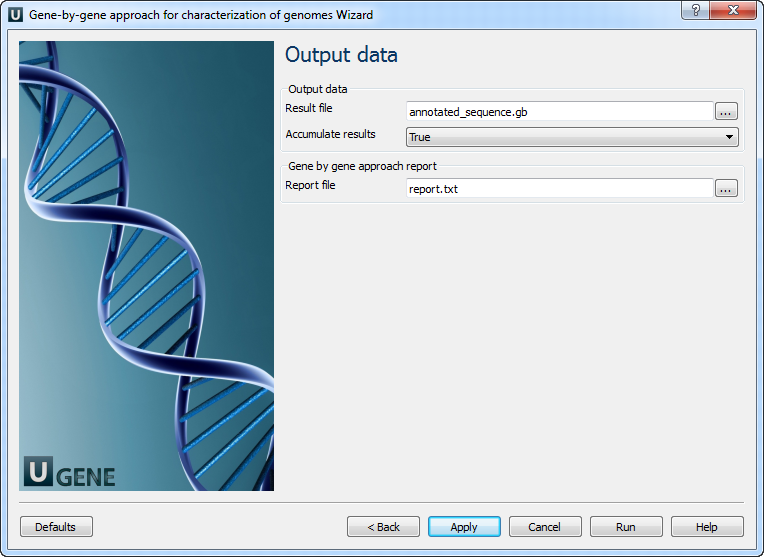 U Gene-by-gene approach for characterization of genomes Wizard ? X
Output data
Output data
Result file annotated_sequence.gb ...
Accumulate results True
Gene by gene approach report
Report file report.txt ...
U GENE
Defaults < Back Apply Cancel Run Help